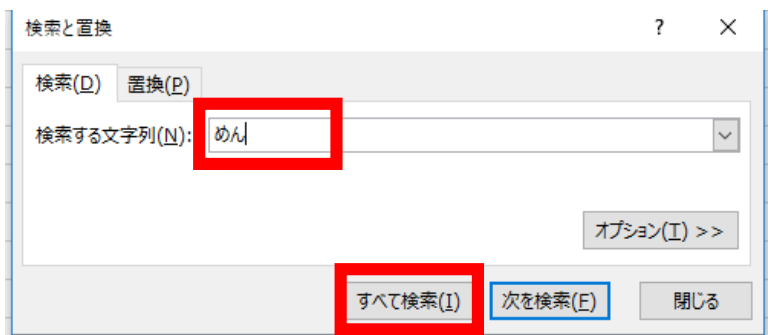 検索と置換 ? ×
検索(D) 置換(P)
検索する文字列(N): めん
オプション(T) >>
すべて検索(I) 次を検索(F) 閉じる